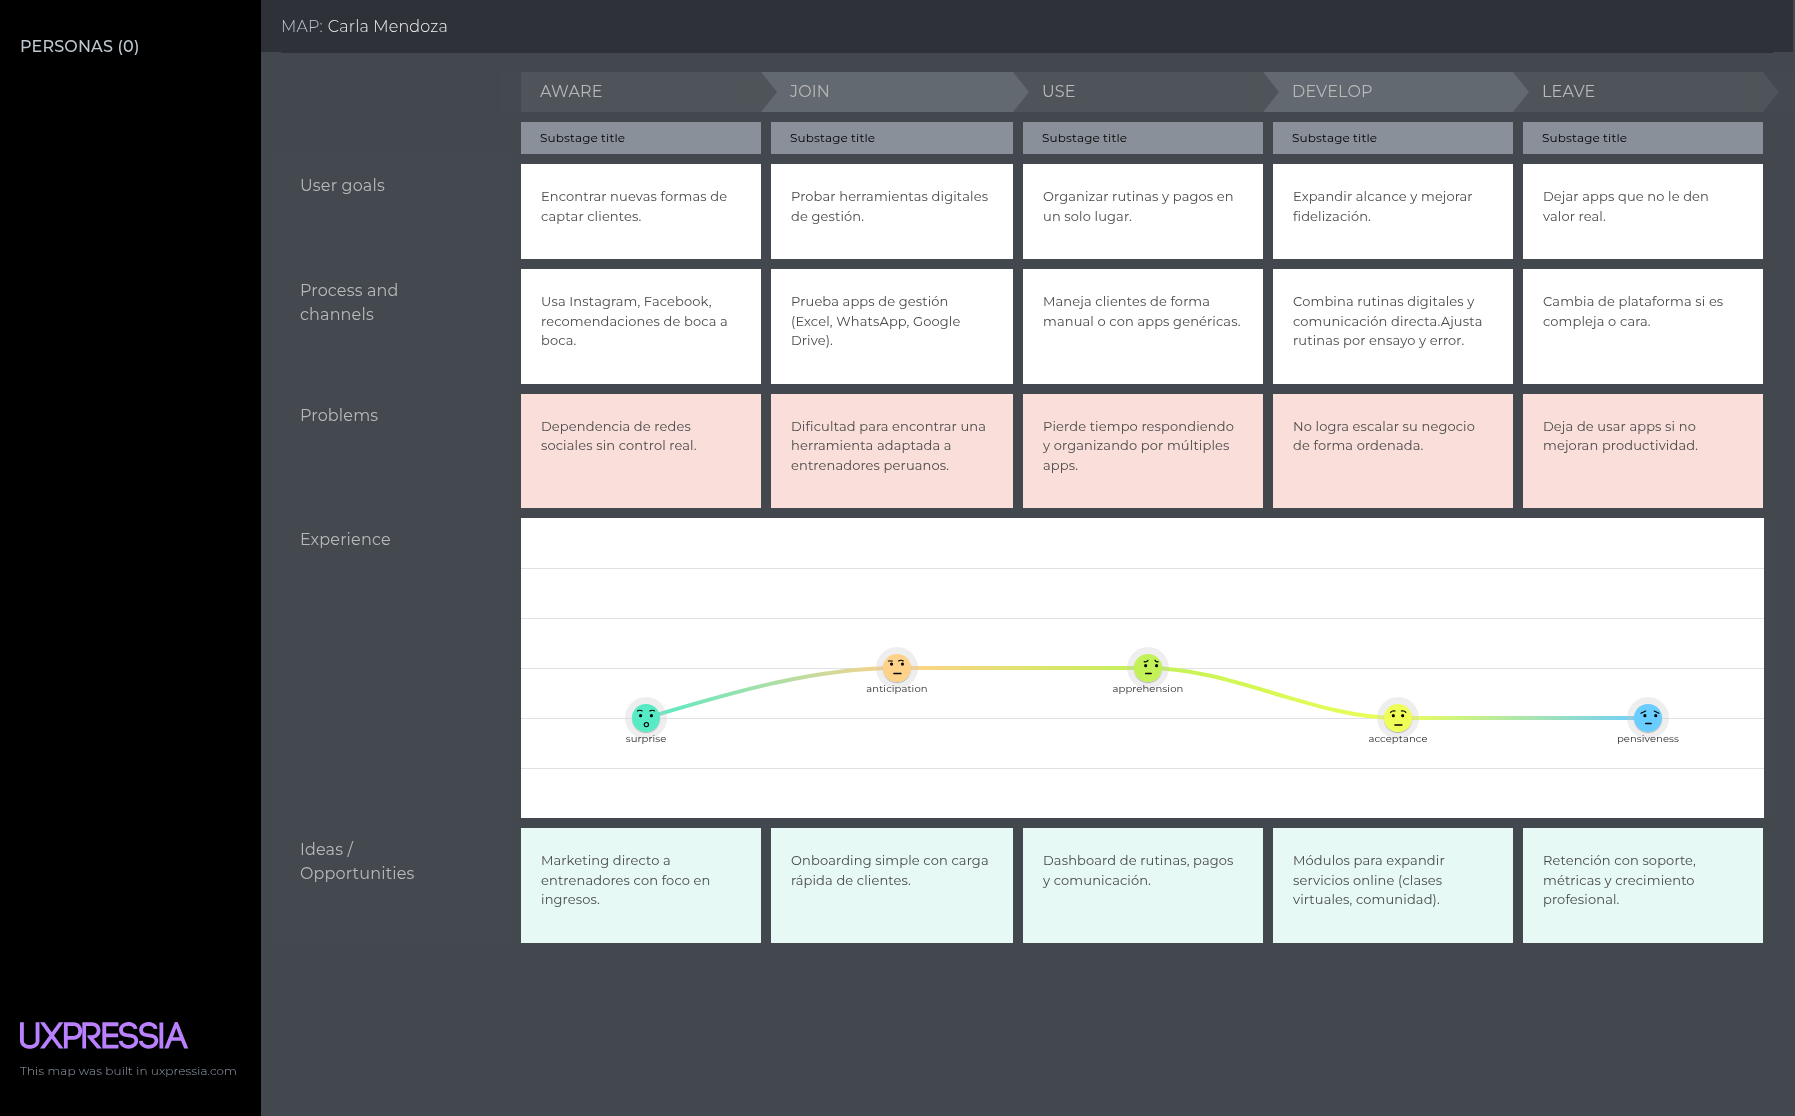 PERSONAS (0)
MAP: Carla Mendoza
AWARE
JOIN
USE
DEVELOP
LEAVE
Substage title
Substage title
Substage title
Substage title
Substage title
User goals
Encontrar nuevas formas de
captar clientes.
Probar herramientas digitales
de gestión.
Organizar rutinas y pagos en
un solo lugar.
Expandir alcance y mejorar
fidelización.
Dejar apps que no le den
valor real.
Process and
channels
Usa Instagram, Facebook,
recomendaciones de boca a
boca.
Prueba apps de gestión
(Excel, WhatsApp, Google
Drive).
Maneja clientes de forma
manual o con apps genéricas.
Combina rutinas digitales y
comunicación directa.Ajusta
rutinas por ensayo y error.
Cambia de plataforma si es
compleja o cara.
Problems
Dependencia de redes
sociales sin control real.
Dificultad para encontrar una
herramienta adaptada a
entrenadores peruanos.
Pierde tiempo respondiendo
y organizando por múltiples
apps.
No logra escalar su negocio
de forma ordenada.
Deja de usar apps si no
mejoran productividad.
Experience
surprise
anticipation
apprehension
acceptance
pensiveness
Ideas /
Opportunities
Marketing directo a
entrenadores con foco en
ingresos.
Onboarding simple con carga
rápida de clientes.
Dashboard de rutinas, pagos
y comunicación.
Módulos para expandir
servicios online (clases
virtuales, comunidad).
Retención con soporte,
métricas y crecimiento
profesional.
UXPRESSIA
This map was built in uxpressia.com